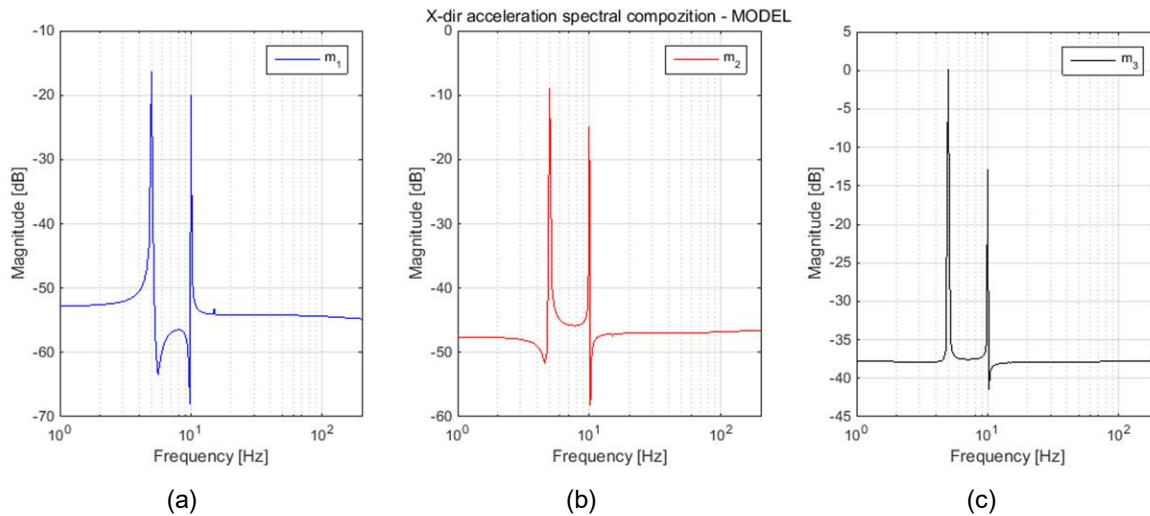 X-dir acceleration spectral compozition - MODEL
-10
-20
-30
-40
-50
-60
-70
Magnitude [dB]
m1
10^0
10^1
10^2
Frequency [Hz]
(a)
0
-10
-20
-30
-40
-50
-60
Magnitude [dB]
m2
10^0
10^1
10^2
Frequency [Hz]
(b)
5
0
-5
-10
-15
-20
-25
-30
-35
-40
-45
Magnitude [dB]
m3
10^0
10^1
10^2
Frequency [Hz]
(c)